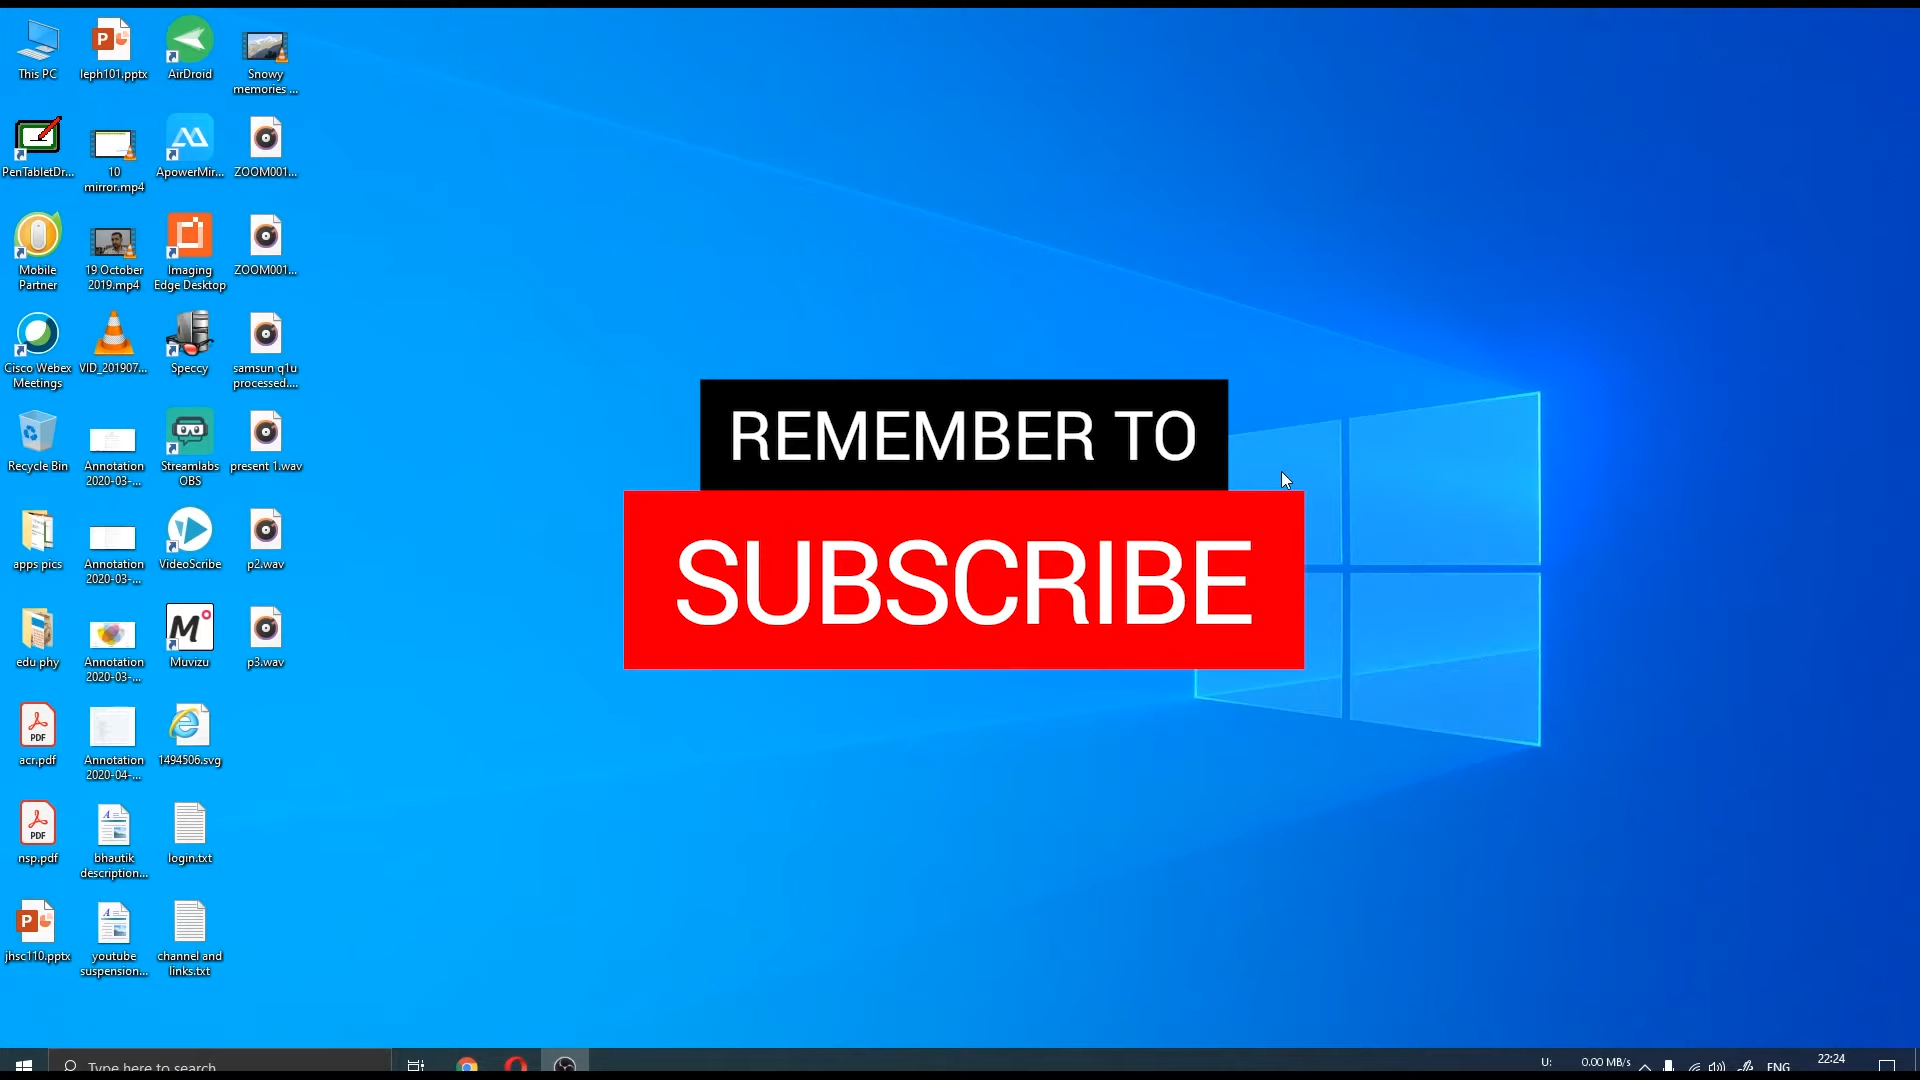 This PC
leph101.pptx
AirDroid
Snowy
memories ...
PenTabletDr...
10
mirror.mp4
ApowerMir...
ZOOM001...
Mobile
Partner
19 October
2019.mp4
Imaging
Edge Desktop
ZOOM001...
Cisco Webex
Meetings
VID_201907...
Speccy
samsun q1u
processed....
Recycle Bin
Annotation
2020-03-...
Streamlabs
OBS
present 1.wav
apps pics
Annotation
2020-03-...
VideoScribe
p2.wav
edu phy
Annotation
2020-03-...
Muvizu
p3.wav
acr.pdf
Annotation
2020-04-...
1494506.svg
nsp.pdf
bhautik
description...
login.txt
jhsc110.pptx
youtube
suspension...
channel and
links.txt
REMEMBER TO
SUBSCRIBE
Type here to search
U: 0.00 MB/s
ENG
22:24